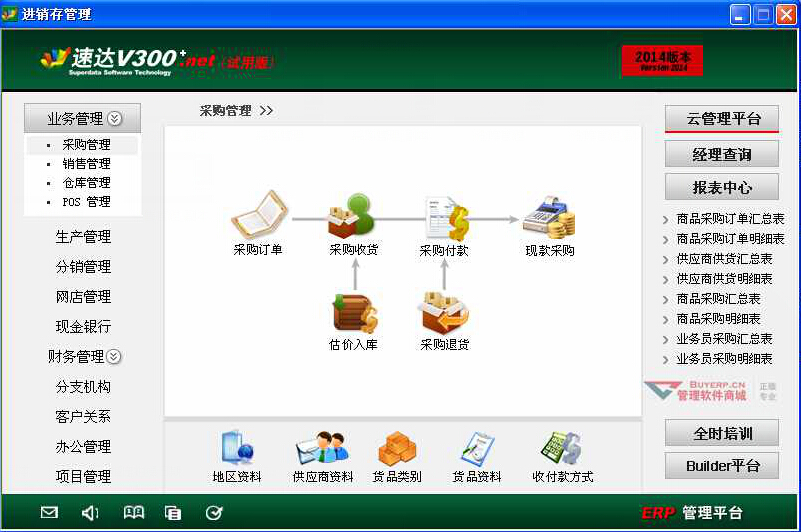 进销存管理
速达V300+.net(试用版)
Superdata Software Technology
2014版本
Version 2014
业务管理
采购管理
销售管理
仓库管理
POS 管理
生产管理
分销管理
网店管理
现金银行
财务管理
分支机构
客户关系
办公管理
项目管理
采购管理 >>
采购订单
采购收货
采购付款
现款采购
估价入库
采购退货
地区资料
供应商资料
货品类别
货品资料
收付款方式
云管理平台
经理查询
报表中心
商品采购订单汇总表
商品采购订单明细表
供应商供货汇总表
供应商供货明细表
商品采购汇总表
商品采购明细表
业务员采购汇总表
业务员采购明细表
BUYERP.CN
管理软件商城
正版
专业
全时培训
Builder平台
ERP 管理平台